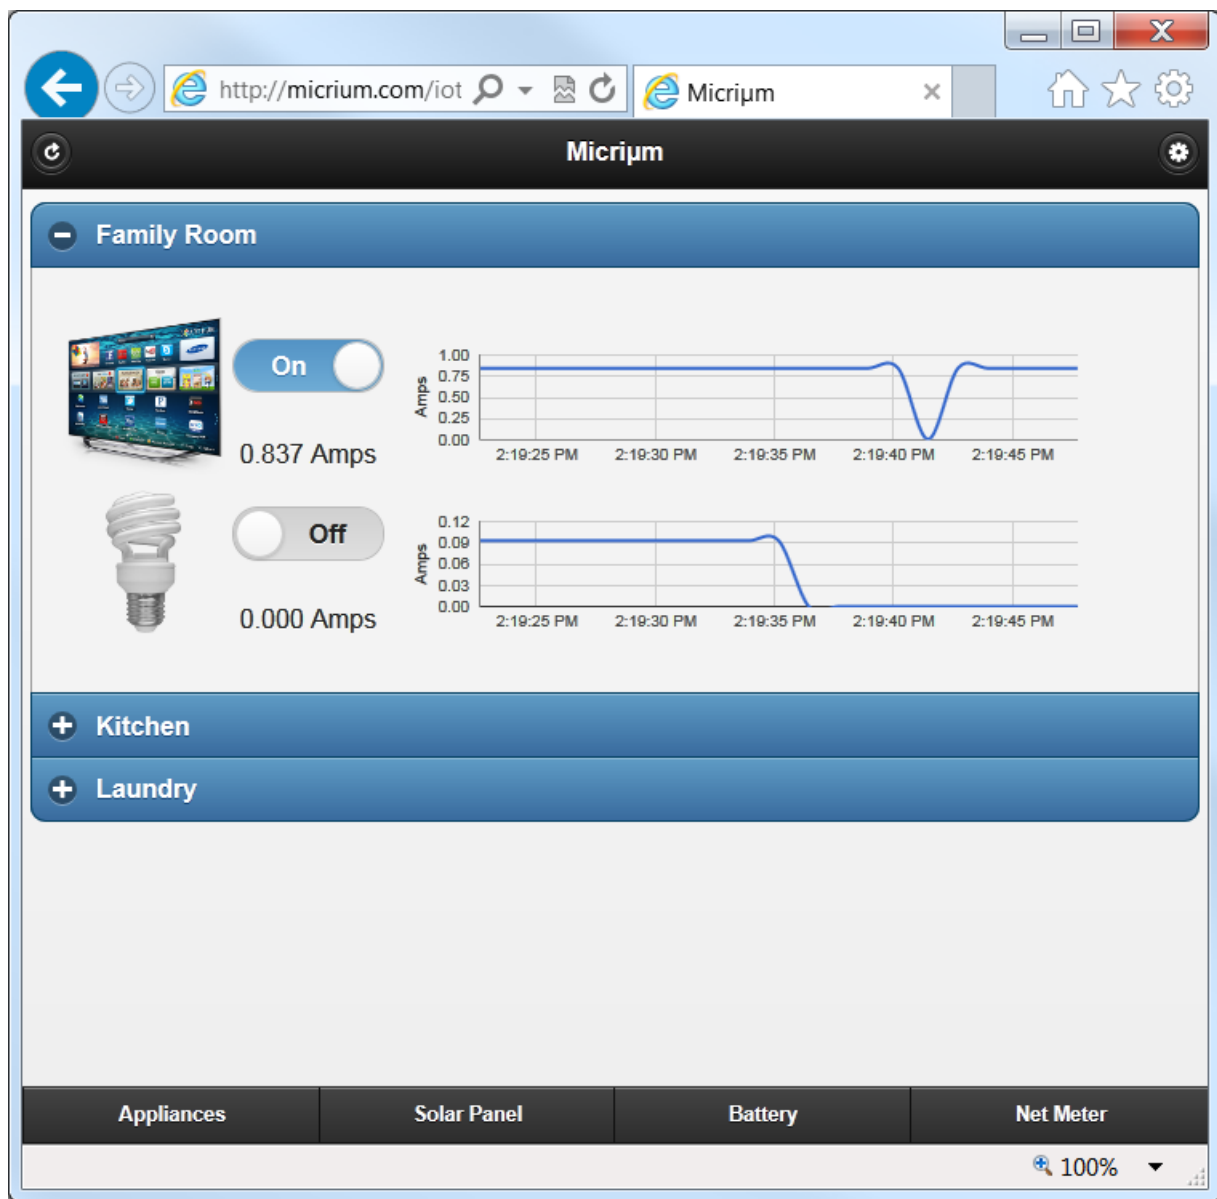 http://micrium.com/iot
Micriµm
Micriµm
Family Room
On
0.837 Amps
Amps
1.00
0.75
0.50
0.25
0.00
2:19:25 PM 2:19:30 PM 2:19:35 PM 2:19:40 PM 2:19:45 PM
Off
0.000 Amps
Amps
0.12
0.09
0.06
0.03
0.00
2:19:25 PM 2:19:30 PM 2:19:35 PM 2:19:40 PM 2:19:45 PM
Kitchen
Laundry
Appliances Solar Panel Battery Net Meter
100%